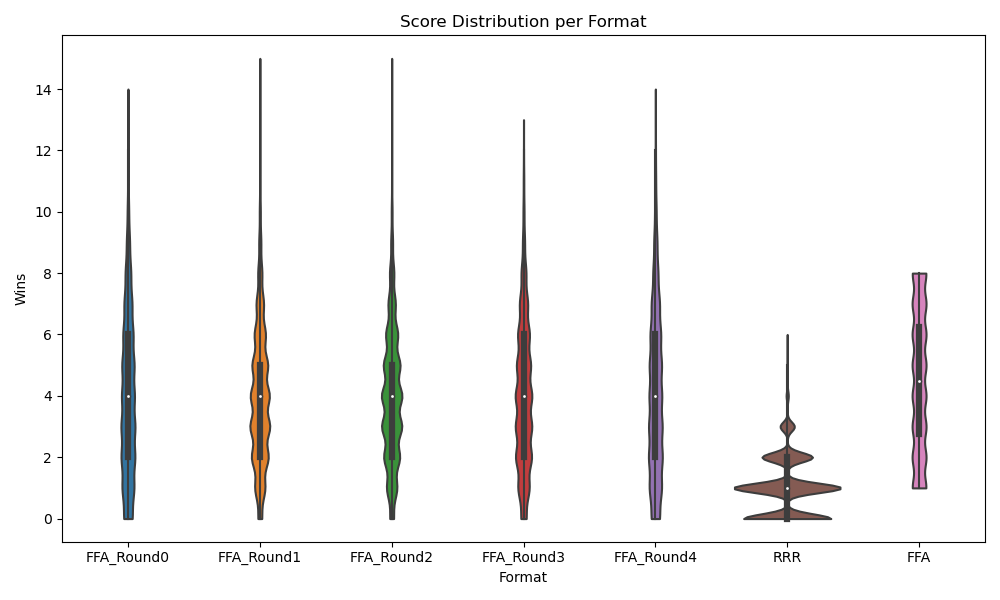 Score Distribution per Format
Wins
14
12
10
8
6
4
2
0
FFA_Round0 FFA_Round1 FFA_Round2 FFA_Round3 FFA_Round4 RRR FFA
Format